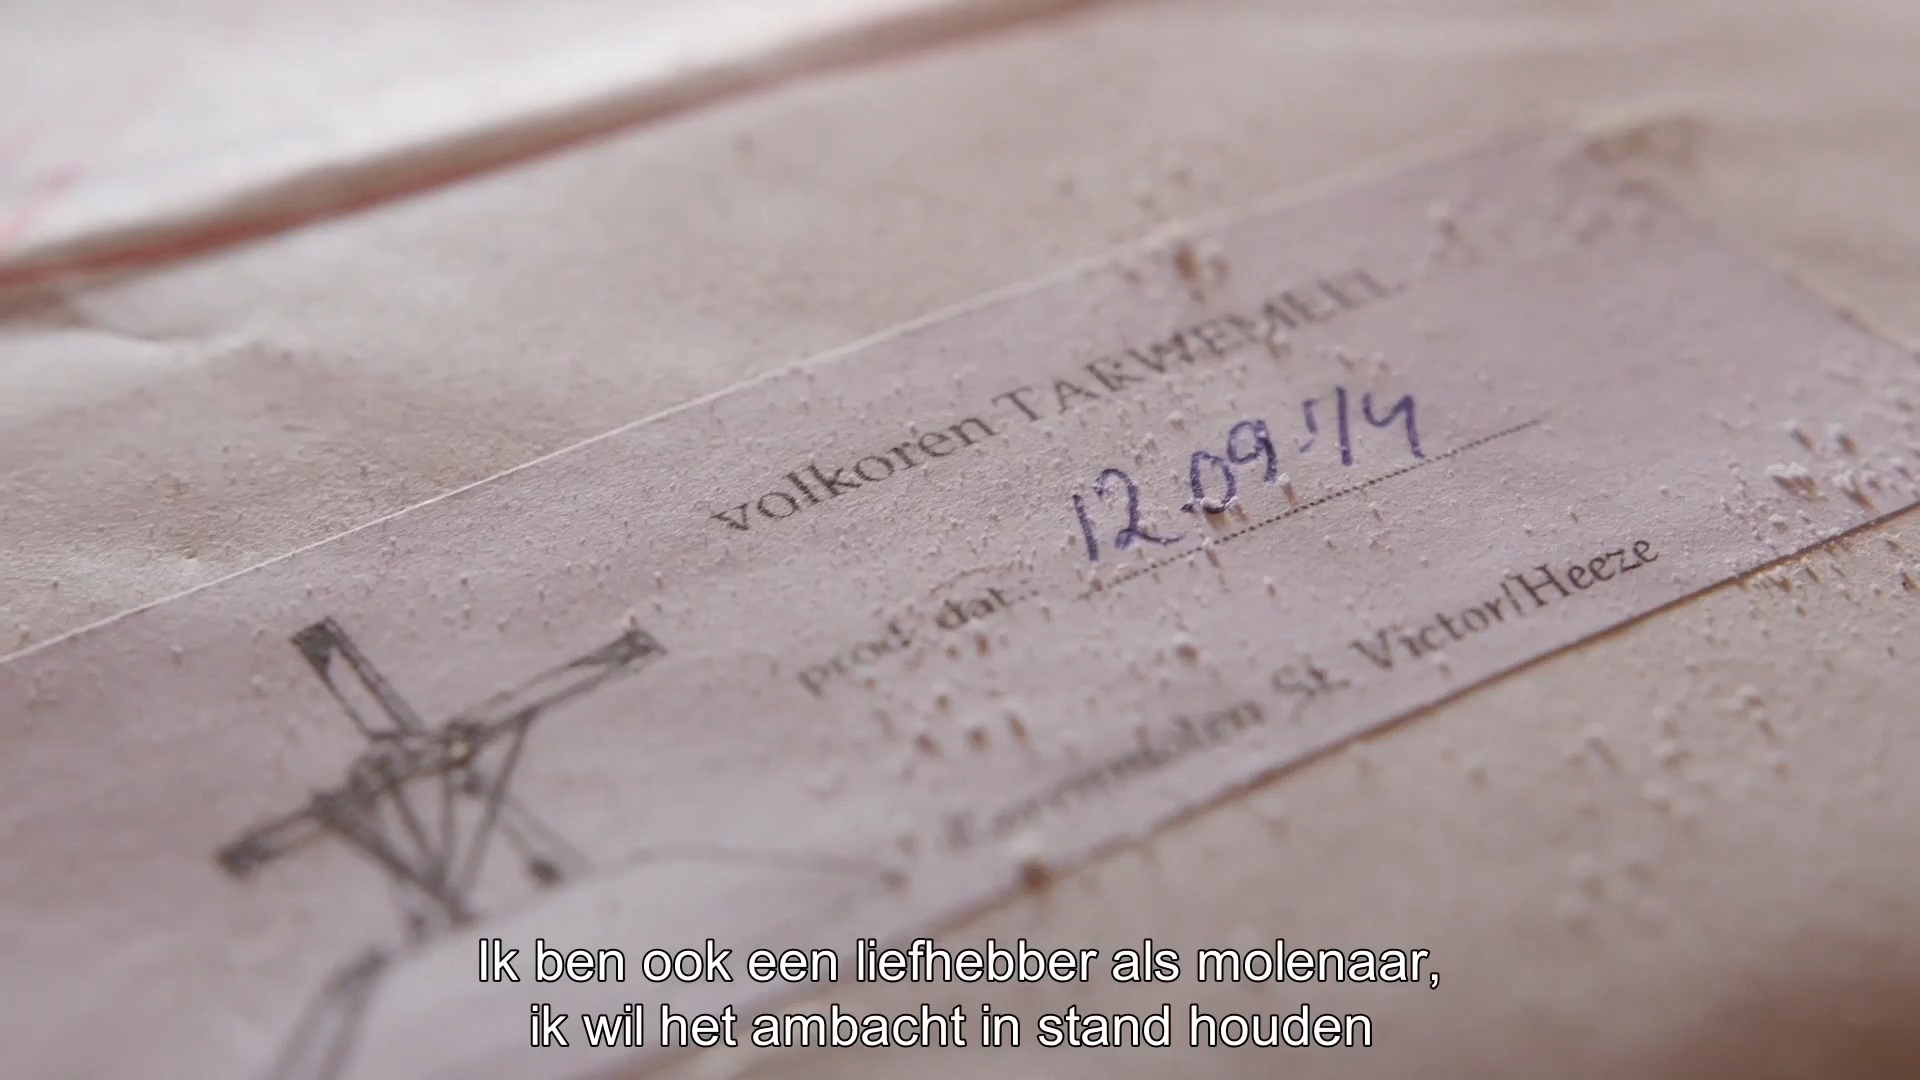 volkoren TARWEMEEL
prod. dat.: 12-09-'14
Korenmolen St. Victor/Heeze
Ik ben ook een liefhebber als molenaar,
ik wil het ambacht in stand houden